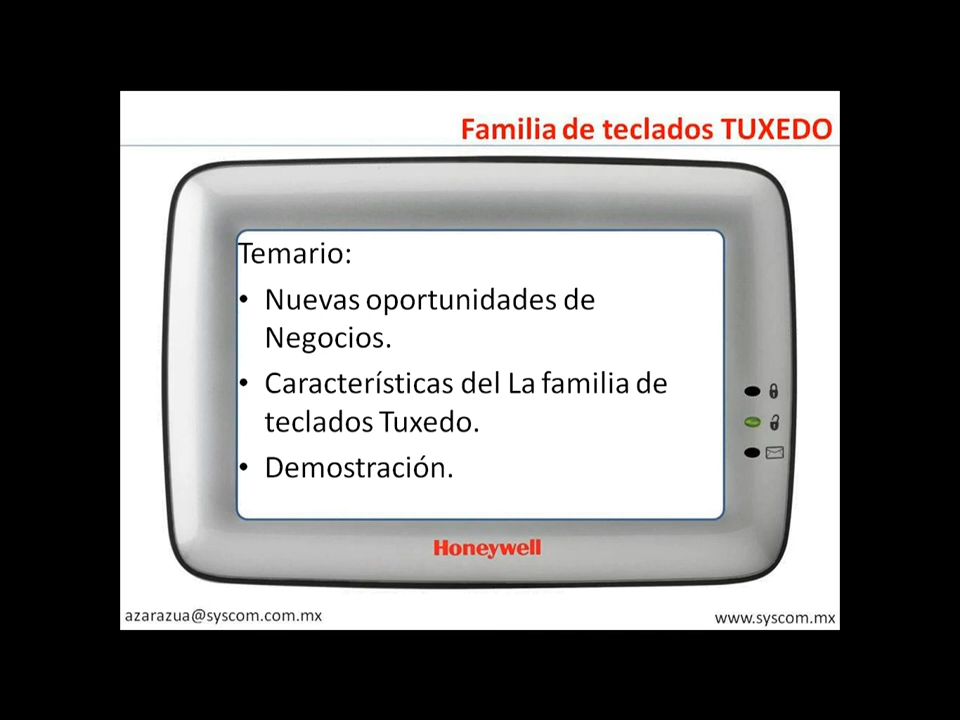 Familia de teclados TUXEDO
Temario:
• Nuevas oportunidades de
Negocios.
• Características del La familia de
teclados Tuxedo.
• Demostración.
Honeywell
azarazua@syscom.com.mx
www.syscom.mx